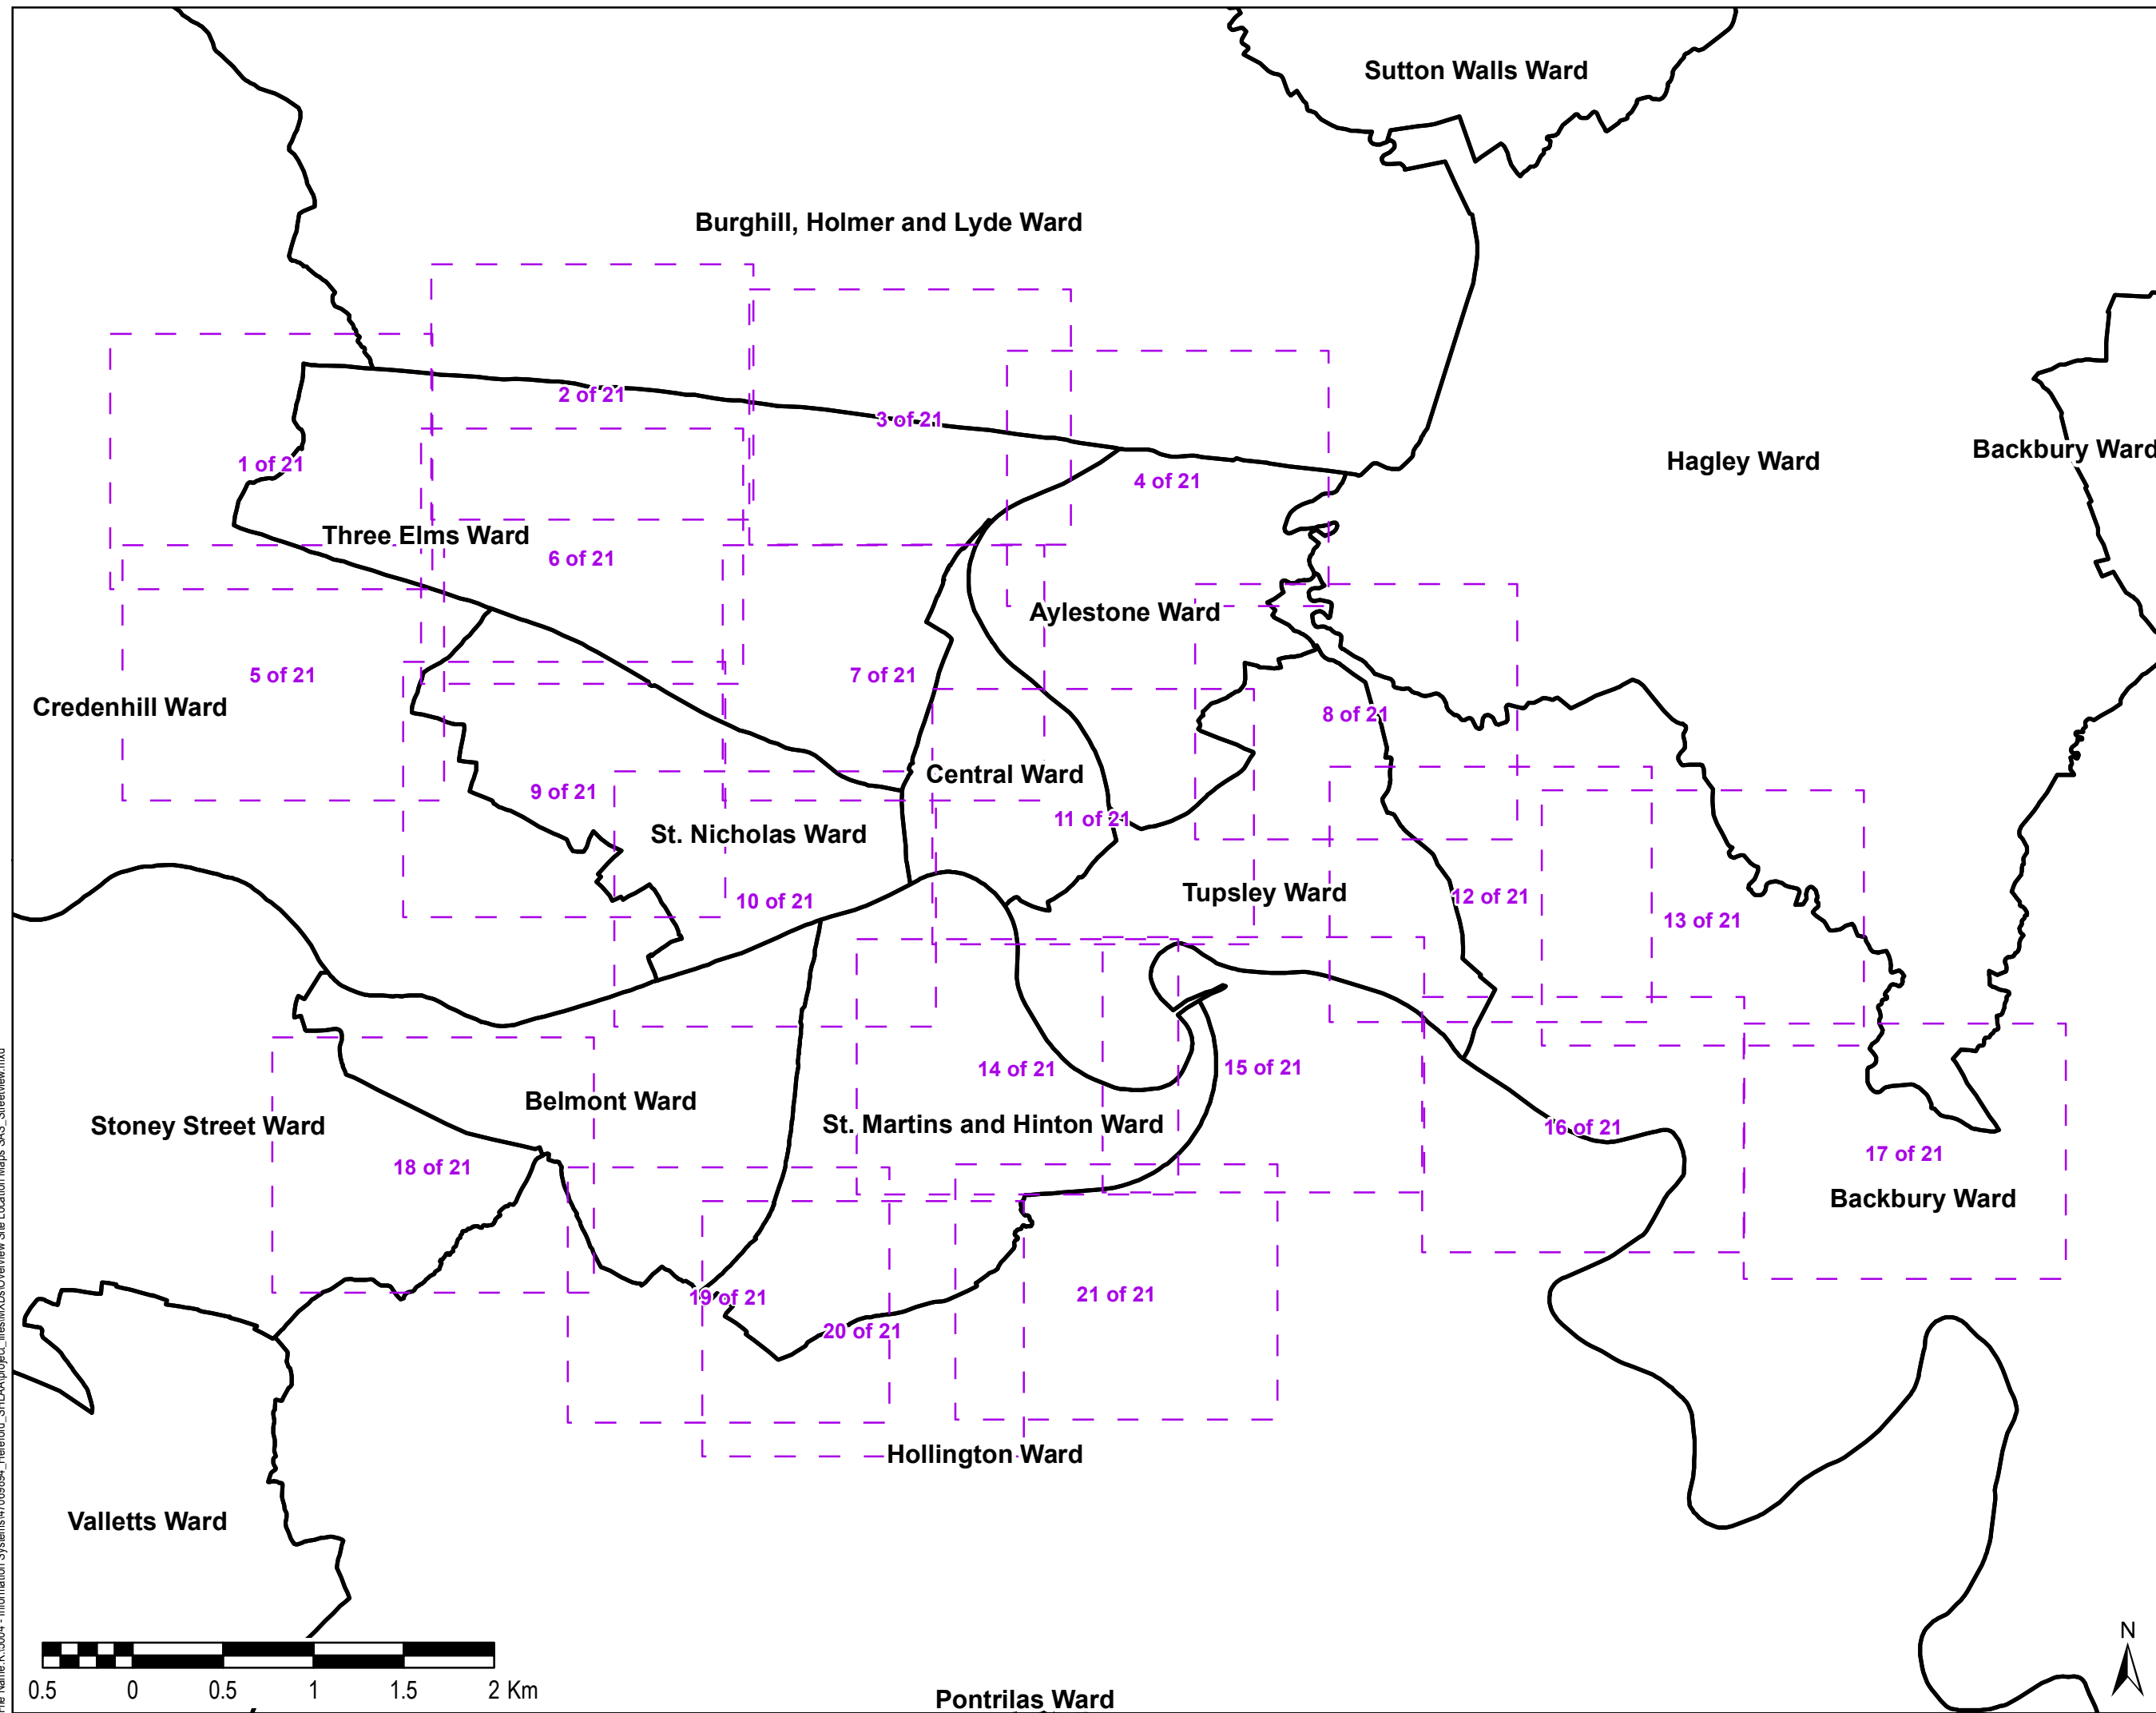 Sutton Walls Ward
Burghill, Holmer and Lyde Ward
2 of 21
3 of 21
Backbury Ward
Hagley Ward
1 of 21
4 of 21
Three Elms Ward
6 of 21
Aylestone Ward
5 of 21
7 of 21
Credenhill Ward
8 of 21
Central Ward
9 of 21
11 of 21
St. Nicholas Ward
Tupsley Ward
12 of 21
10 of 21
13 of 21
14 of 21
15 of 21
Belmont Ward
Stoney Street Ward
St. Martins and Hinton Ward
16 of 21
17 of 21
18 of 21
Backbury Ward
19 of 21
21 of 21
20 of 21
Hollington Ward
Valletts Ward
N
0.5 0 0.5 1 1.5 2 Km
Pontrilas Ward